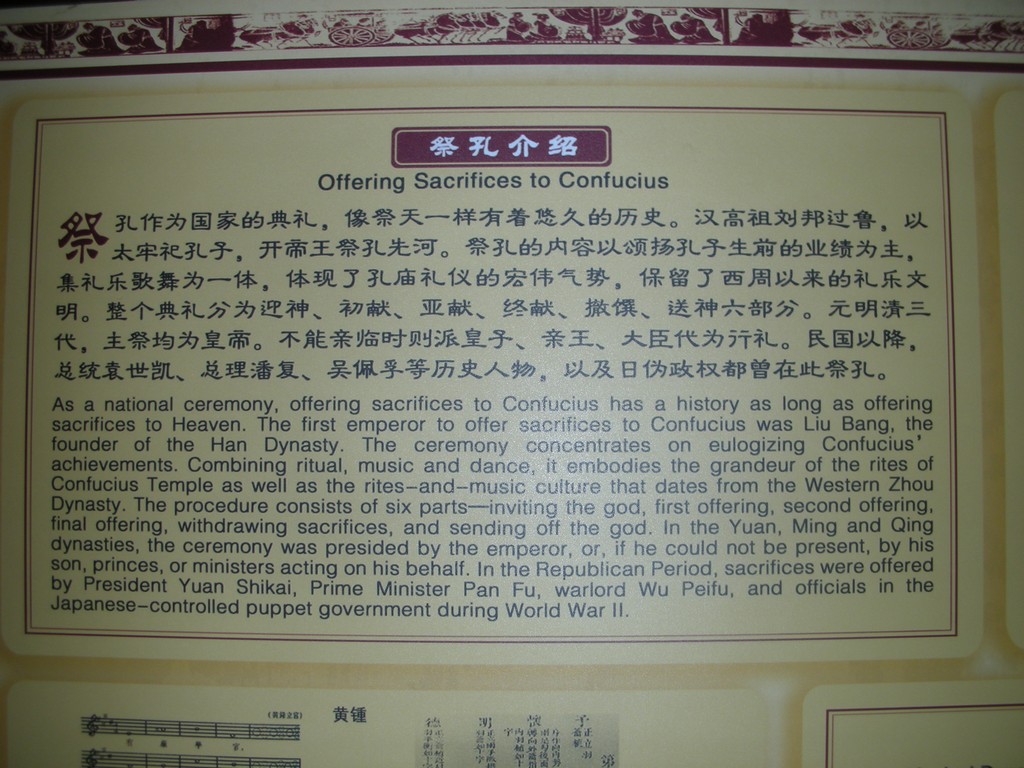 祭孔介绍
Offering Sacrifices to Confucius
祭孔作为国家的典礼，像祭天一样有着悠久的历史。汉高祖刘邦过鲁，以
太牢祀孔子，开帝王祭孔先河。祭孔的内容以颂扬孔子生前的业绩为主，
集礼乐歌舞为一体，体现了孔庙礼仪的宏伟气势，保留了西周以来的礼乐文
明。整个典礼分为迎神、初献、亚献、终献、撤馔、送神六部分。元明清三
代，主祭均为皇帝。不能亲临时则派皇子、亲王、大臣代为行礼。民国以降，
总统袁世凯、总理潘复、吴佩孚等历史人物，以及日伪政权都曾在此祭孔。
As a national ceremony, offering sacrifices to Confucius has a history as long as offering
sacrifices to Heaven. The first emperor to offer sacrifices to Confucius was Liu Bang, the
founder of the Han Dynasty. The ceremony concentrates on eulogizing Confucius'
achievements. Combining ritual, music and dance, it embodies the grandeur of the rites of
Confucius Temple as well as the rites-and-music culture that dates from the Western Zhou
Dynasty. The procedure consists of six parts—inviting the god, first offering, second offering,
final offering, withdrawing sacrifices, and sending off the god. In the Yuan, Ming and Qing
dynasties, the ceremony was presided by the emperor, or, if he could not be present, by his
son, princes, or ministers acting on his behalf. In the Republican Period, sacrifices were offered
by President Yuan Shikai, Prime Minister Pan Fu, warlord Wu Peifu, and officials in the
Japanese-controlled puppet government during World War II.
黄锺